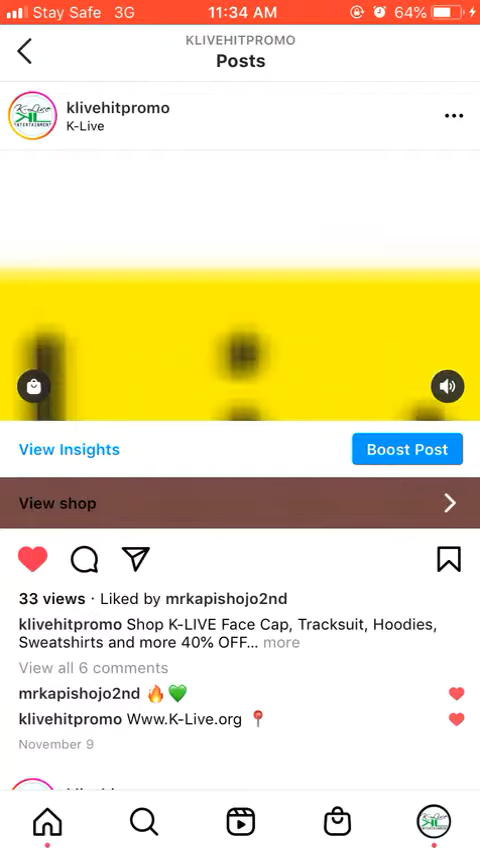 Stay Safe 3G 11:34 AM 64%
KLIVEHITPROMO
Posts
klivehitpromo
K-Live
View Insights
Boost Post
View shop
33 views · Liked by mrkapishojo2nd
klivehitpromo Shop K-LIVE Face Cap, Tracksuit, Hoodies,
Sweatshirts and more 40% OFF... more
View all 6 comments
mrkapishojo2nd 🔥💚
klivehitpromo Www.K-Live.org 📍
November 9